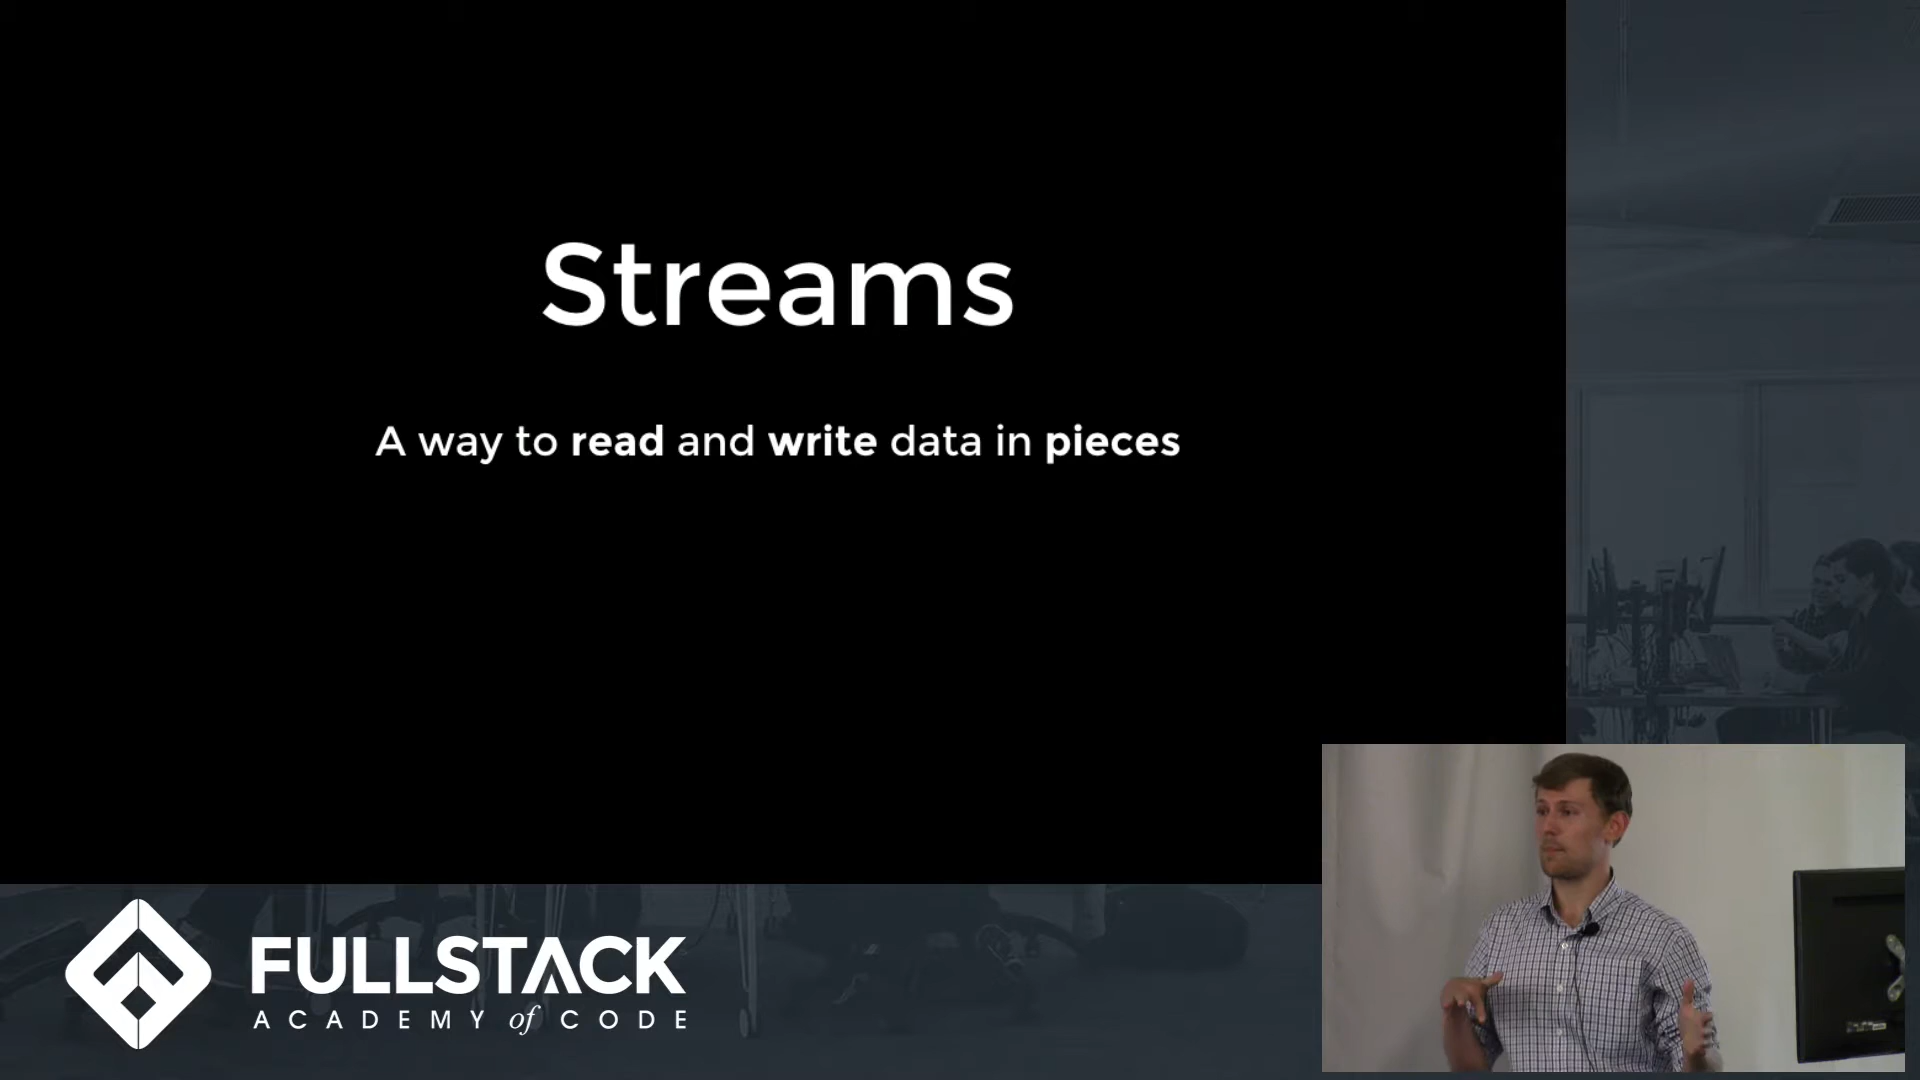 Streams
A way to read and write data in pieces
FULLSTACK
ACADEMY of CODE